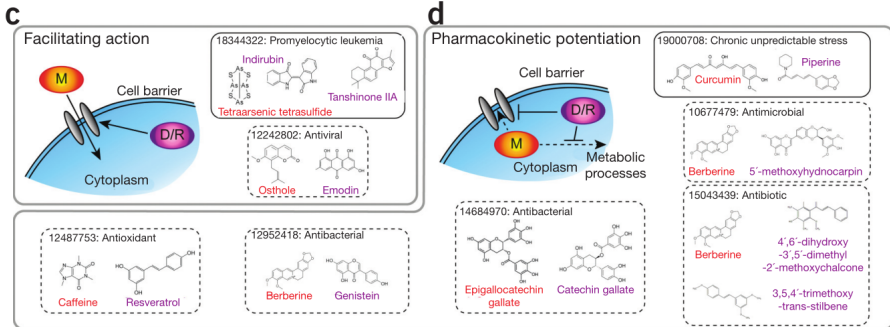 c
Facilitating action
M
Cell barrier
D/R
Cytoplasm
18344322: Promyelocytic leukemia
Indirubin
Tetraarsenic tetrasulfide
Tanshinone IIA
12242802: Antiviral
Osthole
Emodin
12487753: Antioxidant
Caffeine
Resveratrol
12952418: Antibacterial
Berberine
Genistein
d
Pharmacokinetic potentiation
Cell barrier
D/R
M
Cytoplasm
Metabolic
processes
19000708: Chronic unpredictable stress
Curcumin
Piperine
10677479: Antimicrobial
Berberine
5´-methoxyhydnocarpin
14684970: Antibacterial
Epigallocatechin
gallate
Catechin gallate
15043439: Antibiotic
Berberine
4´,6´-dihydroxy
-3´,5´-dimethyl
-2´-methoxychalcone
3,5,4´-trimethoxy
-trans-stilbene